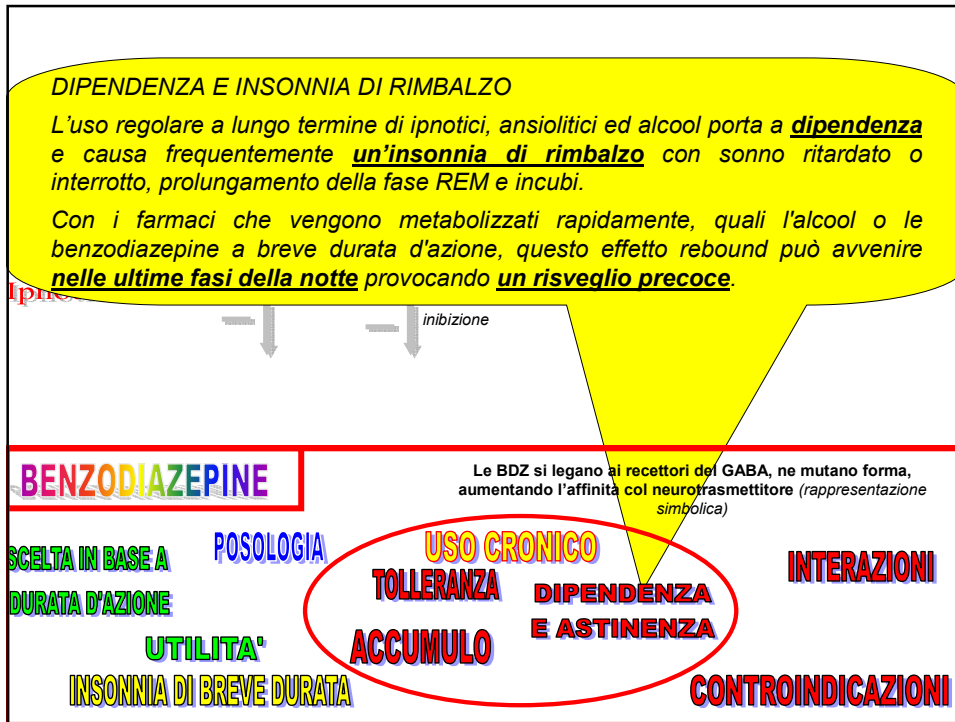 DIPENDENZA E INSONNIA DI RIMBALZO
L'uso regolare a lungo termine di ipnotici, ansiolitici ed alcool porta a dipendenza
e causa frequentemente un'insonnia di rimbalzo con sonno ritardato o
interrotto, prolungamento della fase REM e incubi.
Con i farmaci che vengono metabolizzati rapidamente, quali l'alcool o le
benzodiazepine a breve durata d'azione, questo effetto rebound può avvenire
nelle ultime fasi della notte provocando un risveglio precoce.
inibizione
BENZODIAZEPINE
Le BDZ si legano ai recettori del GABA, ne mutano forma,
aumentando l'affinità col neurotrasmettitore (rappresentazione
simbolica)
SCELTA IN BASE A
DURATA D'AZIONE
POSOLOGIA
USO CRONICO
TOLLERANZA
DIPENDENZA
E ASTINENZA
INTERAZIONI
UTILITA'
ACCUMULO
INSONNIA DI BREVE DURATA
CONTROINDICAZIONI